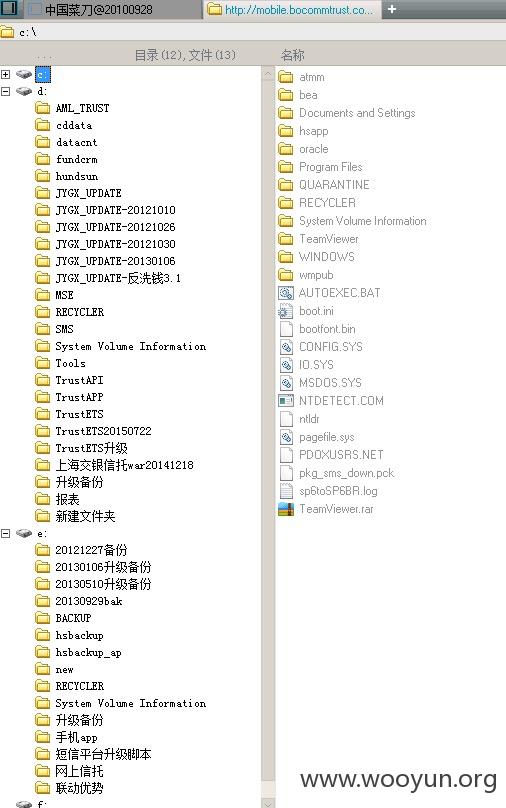 中国菜刀@20100928
http://mobile.bocommtrust.co...
c:\
目录(12),文件(13)
名称
c:
d:
AML_TRUST
cddata
datacnt
fundcrm
hundsun
JYGX_UPDATE
JYGX_UPDATE-20121010
JYGX_UPDATE-20121026
JYGX_UPDATE-20121030
JYGX_UPDATE-20130106
JYGX_UPDATE-反洗钱3.1
MSE
RECYCLER
SMS
System Volume Information
Tools
TrustAPI
TrustAPP
TrustETS
TrustETS20150722
TrustETS升级
上海交银信托war20141218
升级备份
报表
新建文件夹
e:
20121227备份
20130106升级备份
20130510升级备份
20130929bak
BACKUP
hsbackup
hsbackup_ap
new
RECYCLER
System Volume Information
升级备份
手机app
短信平台升级脚本
网上信托
联动优势
f:
atmm
bea
Documents and Settings
hsapp
oracle
Program Files
QUARANTINE
RECYCLER
System Volume Information
TeamViewer
WINDOWS
wmpub
AUTOEXEC.BAT
boot.ini
bootfont.bin
CONFIG.SYS
IO.SYS
MSDOS.SYS
NTDETECT.COM
ntldr
pagefile.sys
PDOXUSRS.NET
pkg_sms_down.pck
sp6toSP6BR.log
TeamViewer.rar
www.wooyun.org